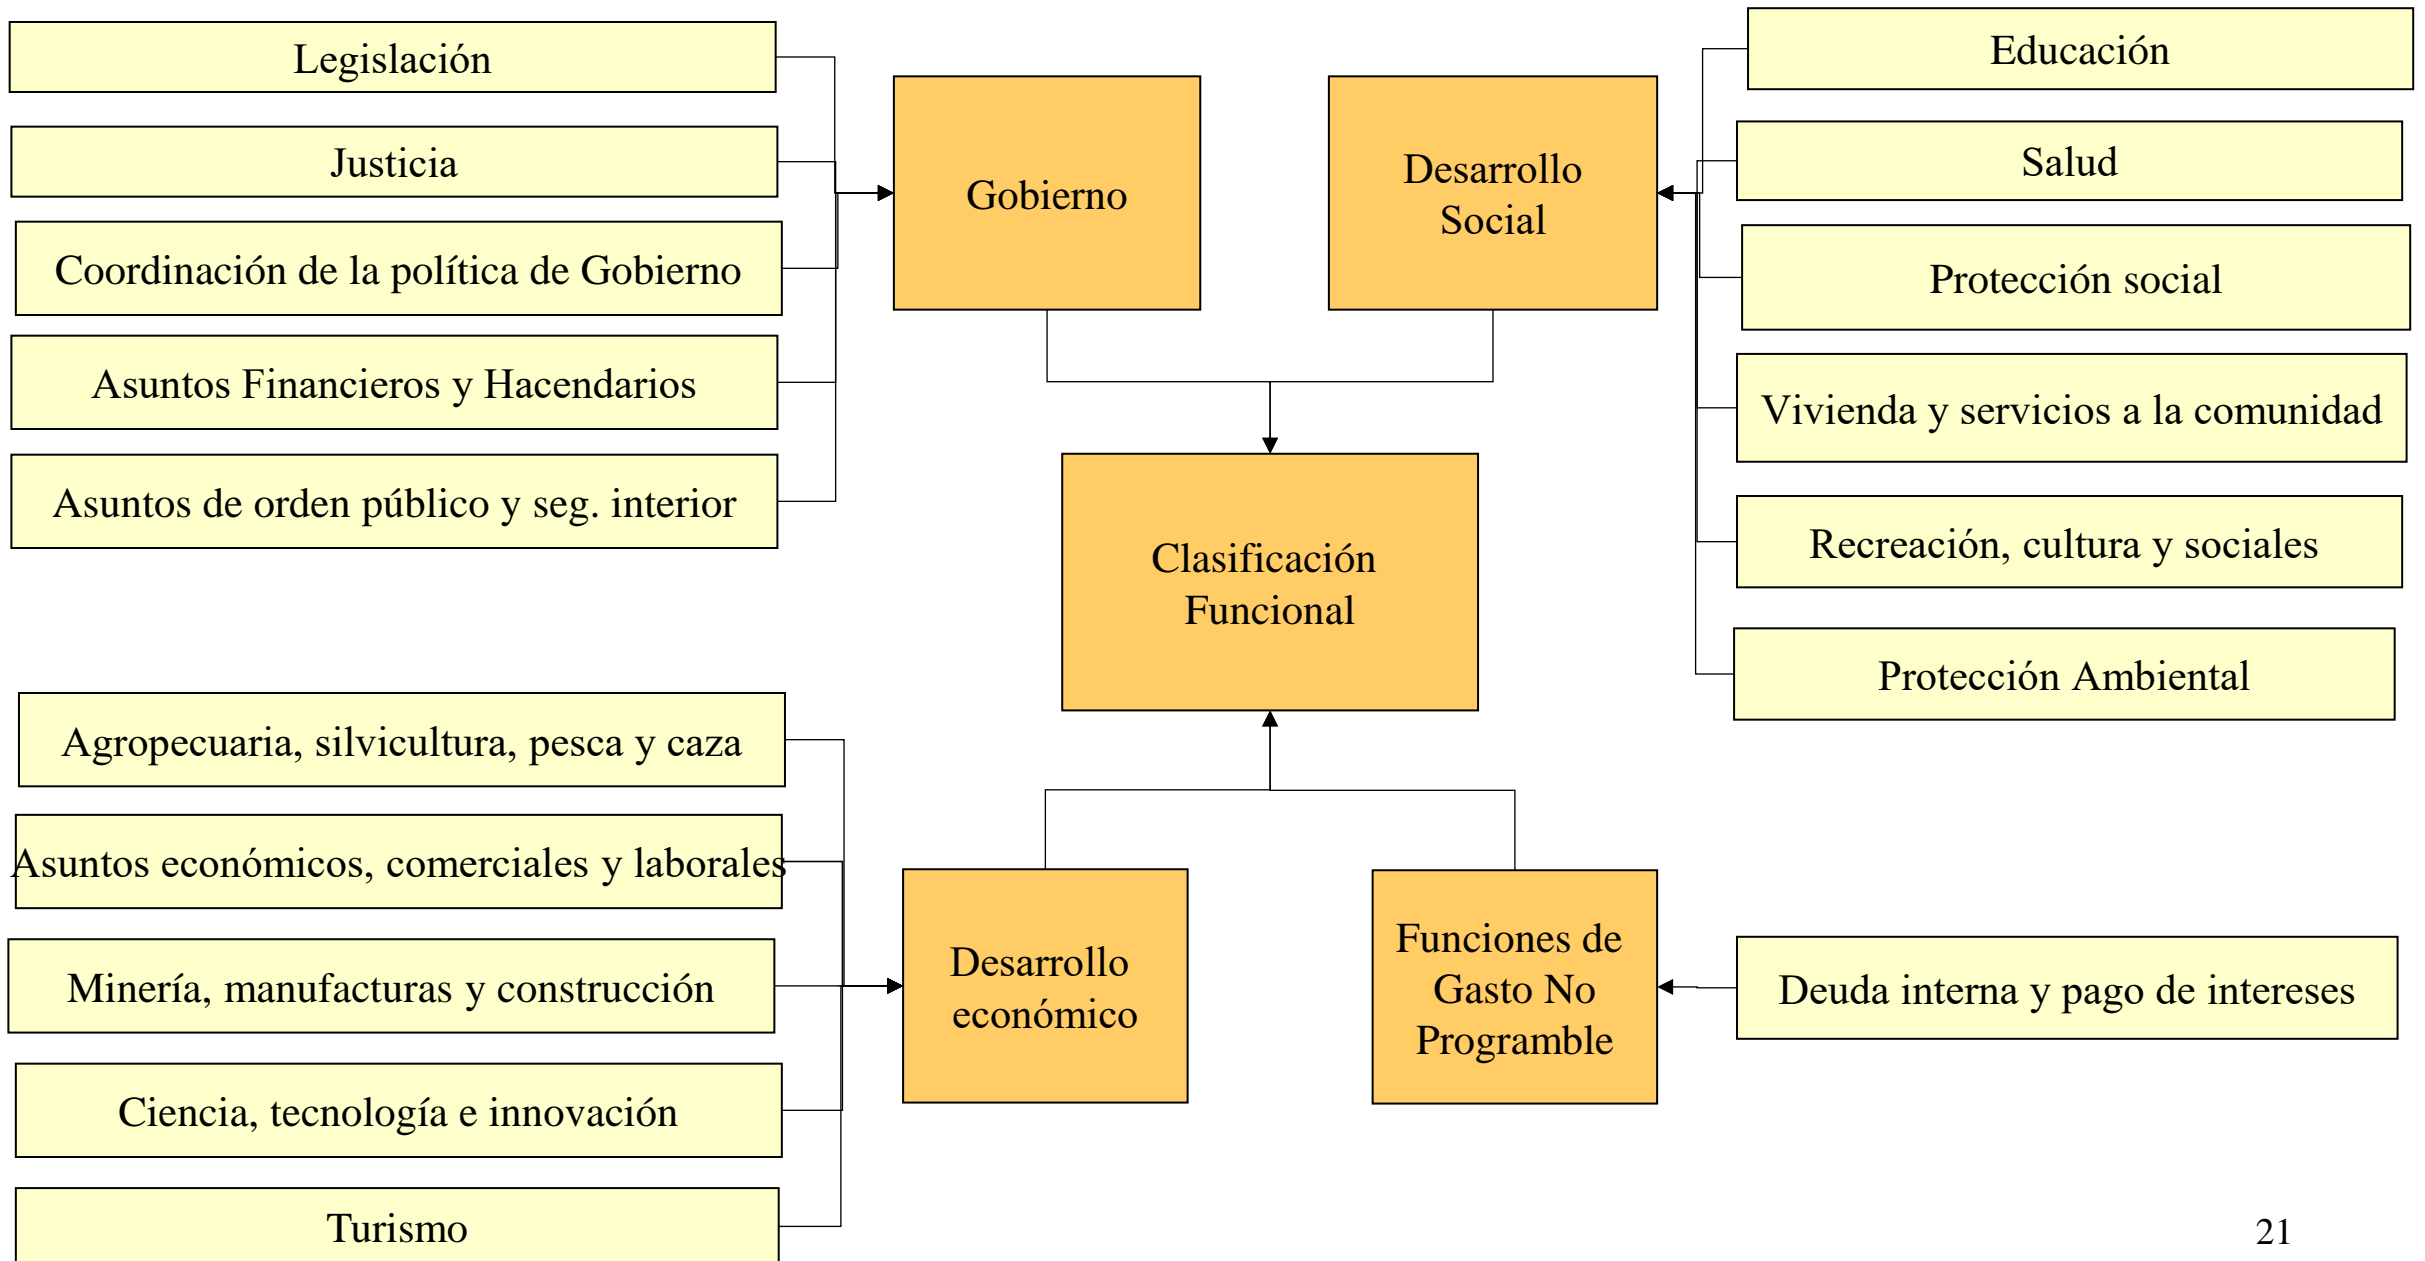 Legislación
Justicia
Coordinación de la política de Gobierno
Asuntos Financieros y Hacendarios
Asuntos de orden público y seg. interior
Gobierno
Desarrollo
Social
Educación
Salud
Protección social
Vivienda y servicios a la comunidad
Recreación, cultura y sociales
Protección Ambiental
Clasificación
Funcional
Agropecuaria, silvicultura, pesca y caza
Asuntos económicos, comerciales y laborales
Minería, manufacturas y construcción
Ciencia, tecnología e innovación
Turismo
Desarrollo
económico
Funciones de
Gasto No
Programble
Deuda interna y pago de intereses
21